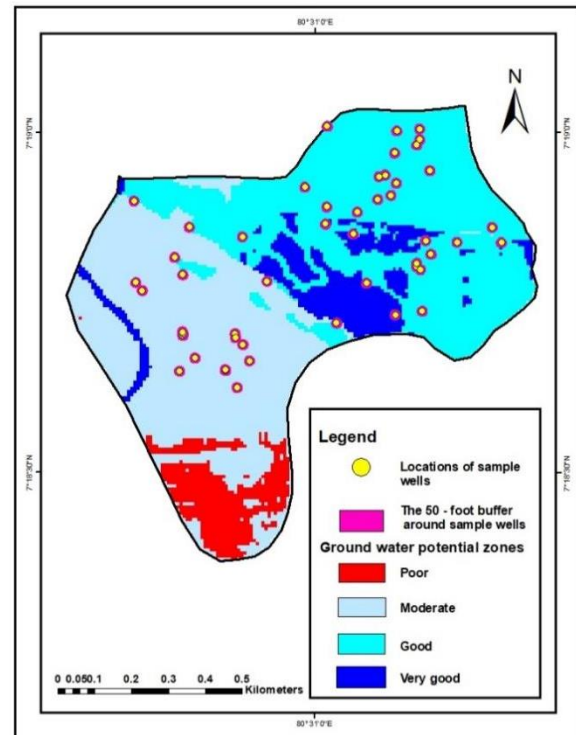 80°31'0"E
N
7°19'0"N
7°19'0"N
7°18'30"N
7°18'30"N
Legend
Locations of sample
wells
The 50 - foot buffer
around sample wells
Ground water potential zones
Poor
Moderate
Good
Very good
0 0.050.1 0.2 0.3 0.4 0.5
Kilometers
80°31'0"E